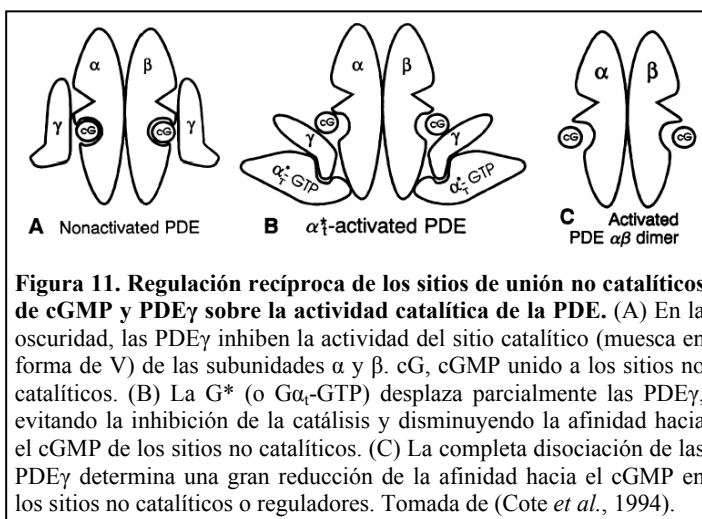 α β
γ cG cG γ
A Nonactivated PDE
α β
cG cG
γ γ
α*T-GTP α*T-GTP
B α*t-activated PDE
α β
cG cG
C Activated
PDE αβ dimer
Figura 11. Regulación recíproca de los sitios de unión no catalíticos
de cGMP y PDEγ sobre la actividad catalítica de la PDE. (A) En la
oscuridad, las PDEγ inhiben la actividad del sitio catalítico (muesca en
forma de V) de las subunidades α y β. cG, cGMP unido a los sitios no
catalíticos. (B) La G* (o Gαt-GTP) desplaza parcialmente las PDEγ,
evitando la inhibición de la catálisis y disminuyendo la afinidad hacia
el cGMP de los sitios no catalíticos. (C) La completa disociación de las
PDEγ determina una gran reducción de la afinidad hacia el cGMP en
los sitios no catalíticos o reguladores. Tomada de (Cote et al., 1994).